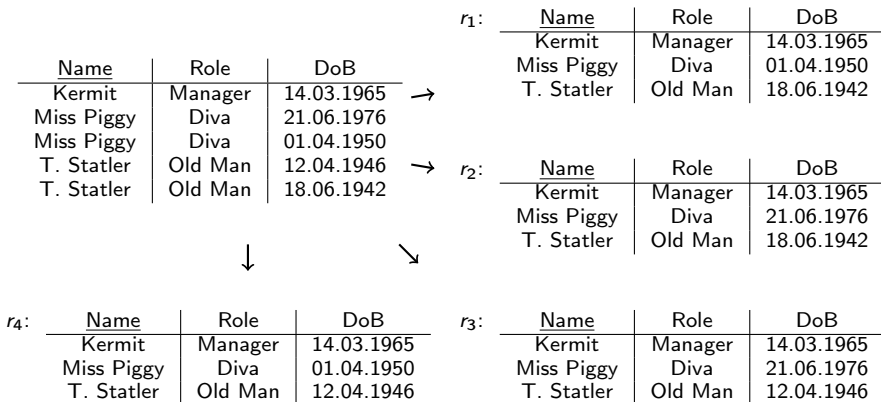 Name Role DoB
Kermit Manager 14.03.1965
Miss Piggy Diva 21.06.1976
Miss Piggy Diva 01.04.1950
T. Statler Old Man 12.04.1946
T. Statler Old Man 18.06.1942
r1: Name Role DoB
Kermit Manager 14.03.1965
Miss Piggy Diva 01.04.1950
T. Statler Old Man 18.06.1942
r2: Name Role DoB
Kermit Manager 14.03.1965
Miss Piggy Diva 21.06.1976
T. Statler Old Man 18.06.1942
r4: Name Role DoB
Kermit Manager 14.03.1965
Miss Piggy Diva 01.04.1950
T. Statler Old Man 12.04.1946
r3: Name Role DoB
Kermit Manager 14.03.1965
Miss Piggy Diva 21.06.1976
T. Statler Old Man 12.04.1946